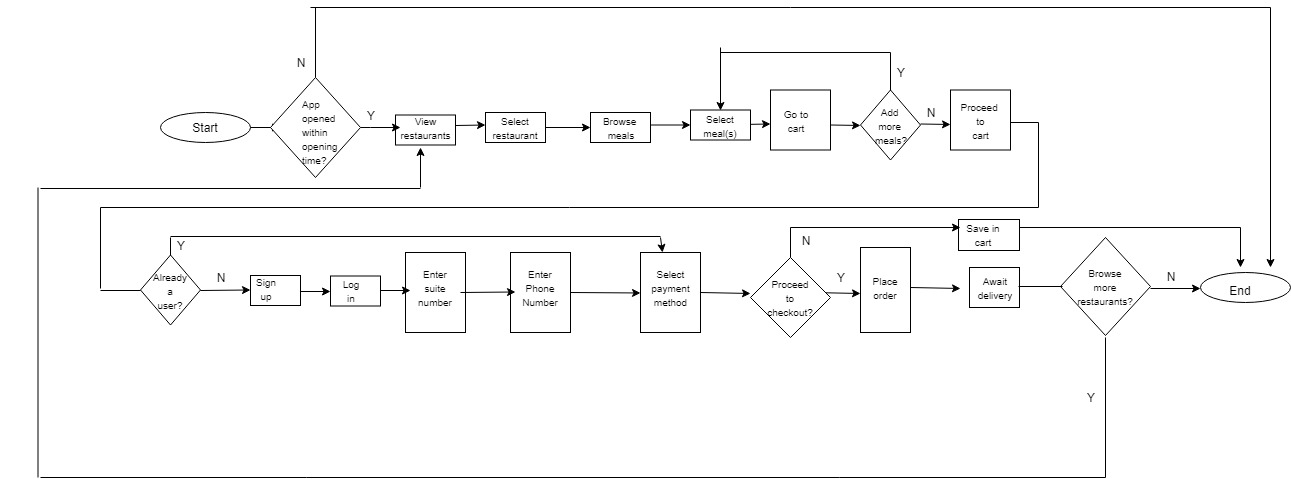 N
App
opened
within
opening
time?
Start
Y
View
restaurants
Select
restaurant
Browse
meals
Select
meal(s)
Go to
cart
Y
Add
more
meals?
N
Proceed
to
cart
Y
Already
a
user?
N
Sign
up
Log
in
Enter
suite
number
Enter
Phone
Number
Select
payment
method
N
Proceed
to
checkout?
Y
Place
order
Save in
cart
Await
delivery
Browse
more
restaurants?
N
End
Y